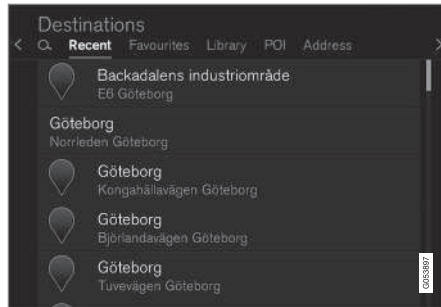 Destinations
Recent Favourites Library POI Address
Backadalens industriområde
E6 Göteborg
Göteborg
Norrleden Göteborg
Göteborg
Kongahällavägen Göteborg
Göteborg
Björlandavägen Göteborg
Göteborg
Tuvevägen Göteborg
G053897